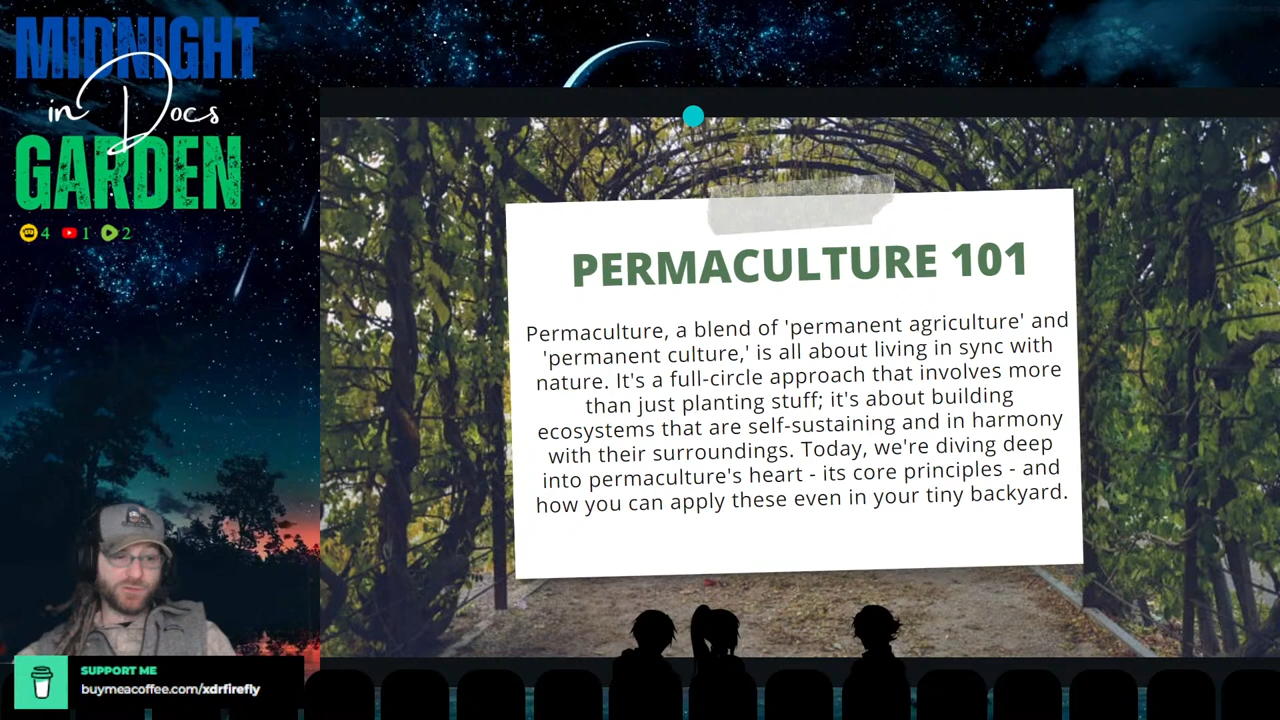 MIDNIGHT
in Docs
GARDEN
4 1 2
PERMACULTURE 101
Permaculture, a blend of 'permanent agriculture' and
'permanent culture,' is all about living in sync with
nature. It's a full-circle approach that involves more
than just planting stuff; it's about building
ecosystems that are self-sustaining and in harmony
with their surroundings. Today, we're diving deep
into permaculture's heart - its core principles - and
how you can apply these even in your tiny backyard.
SUPPORT ME
buymeacoffee.com/xdrfirefly